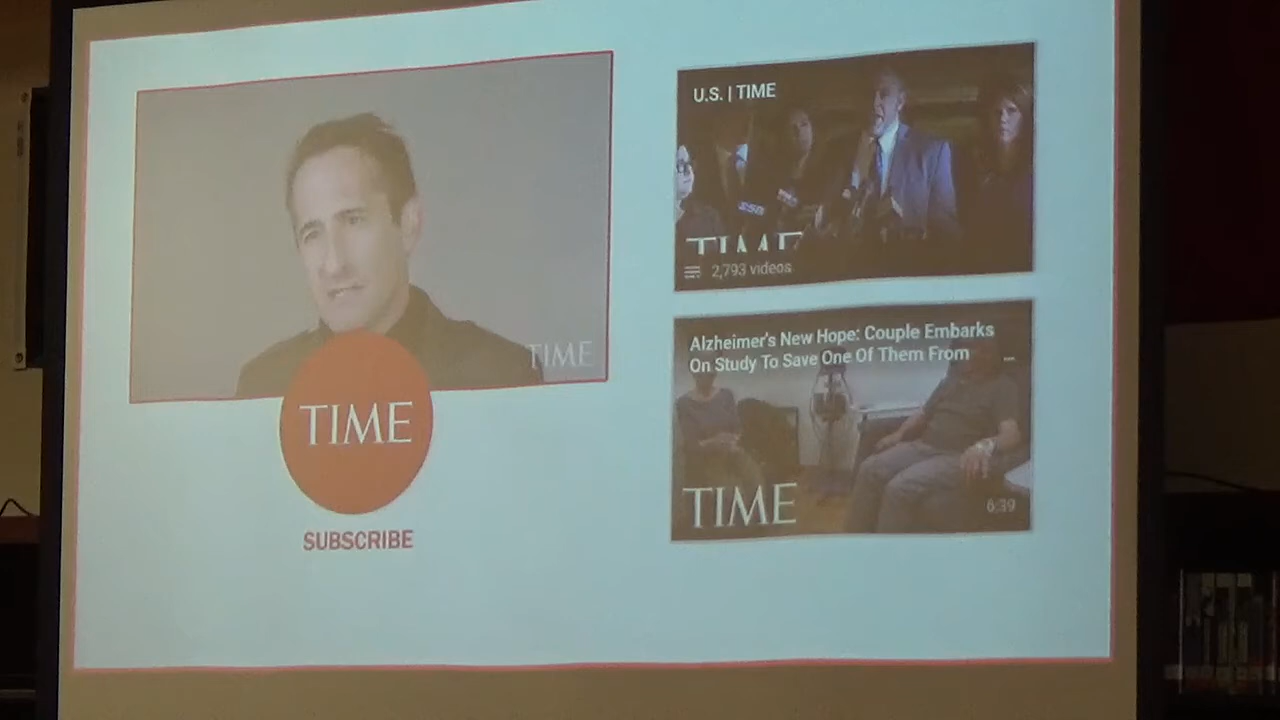 TIME
TIME
SUBSCRIBE
U.S. | TIME
TIME
2,793 videos
Alzheimer's New Hope: Couple Embarks
On Study To Save One Of Them From
TIME
6:39